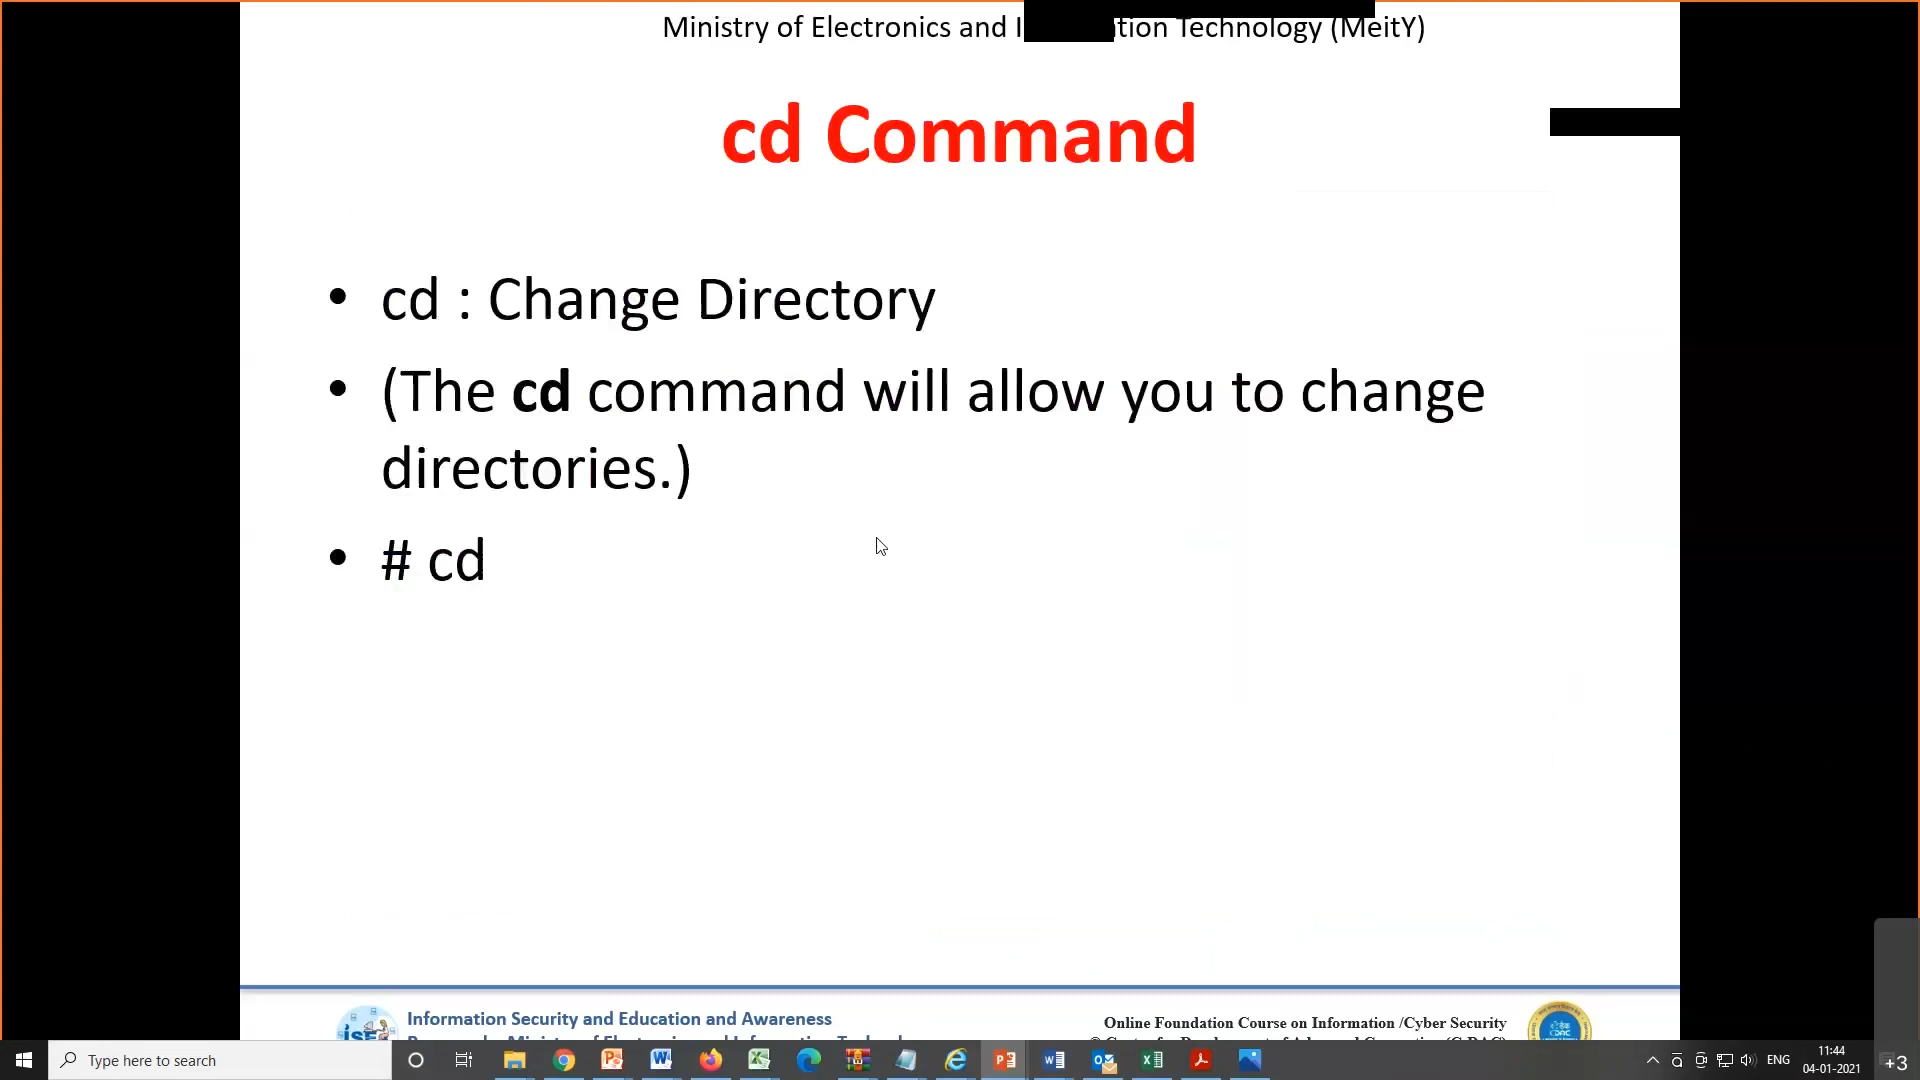 Ministry of Electronics and I tion Technology (MeitY)
cd Command
• cd : Change Directory
• (The cd command will allow you to change
directories.)
• # cd
Information Security and Education and Awareness
Online Foundation Course on Information /Cyber Security
Type here to search
ENG
11:44
04-01-2021
+3